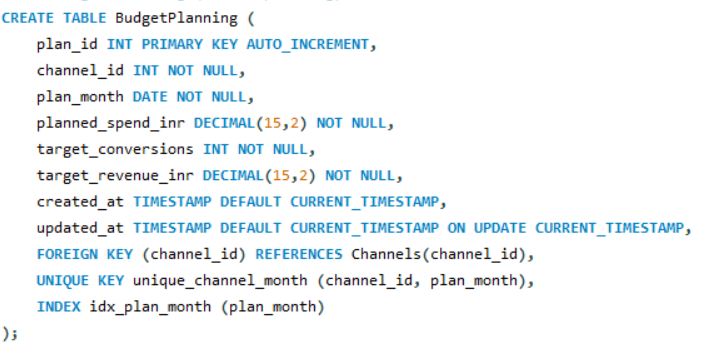 CREATE TABLE BudgetPlanning (
    plan_id INT PRIMARY KEY AUTO_INCREMENT,
    channel_id INT NOT NULL,
    plan_month DATE NOT NULL,
    planned_spend_inr DECIMAL(15,2) NOT NULL,
    target_conversions INT NOT NULL,
    target_revenue_inr DECIMAL(15,2) NOT NULL,
    created_at TIMESTAMP DEFAULT CURRENT_TIMESTAMP,
    updated_at TIMESTAMP DEFAULT CURRENT_TIMESTAMP ON UPDATE CURRENT_TIMESTAMP,
    FOREIGN KEY (channel_id) REFERENCES Channels(channel_id),
    UNIQUE KEY unique_channel_month (channel_id, plan_month),
    INDEX idx_plan_month (plan_month)
);